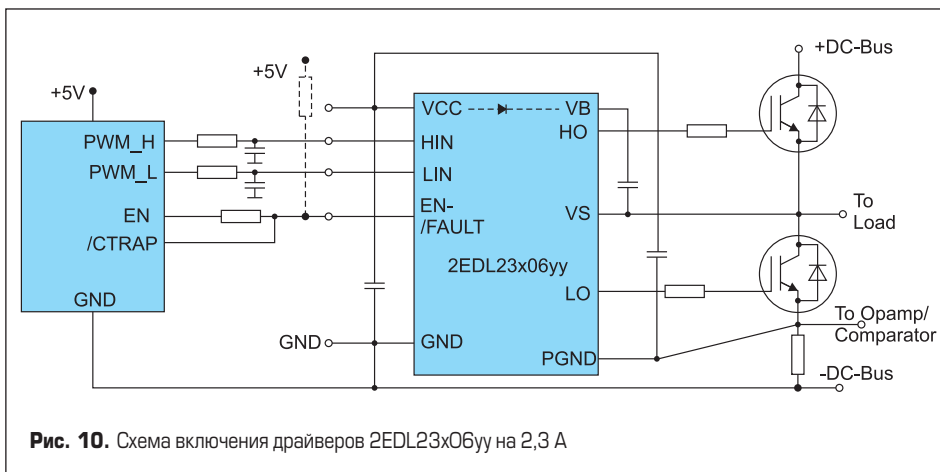 +DC-Bus
+5V
+5V
VCC
VB
HO
PWM_H
HIN
PWM_L
LIN
EN
EN-
/FAULT
VS
To
Load
/CTRAP
2EDL23x06yy
GND
LO
To Opamp/
Comparator
GND
GND
PGND
-DC-Bus
Рис. 10. Схема включения драйверов 2EDL23x06yy на 2,3 А